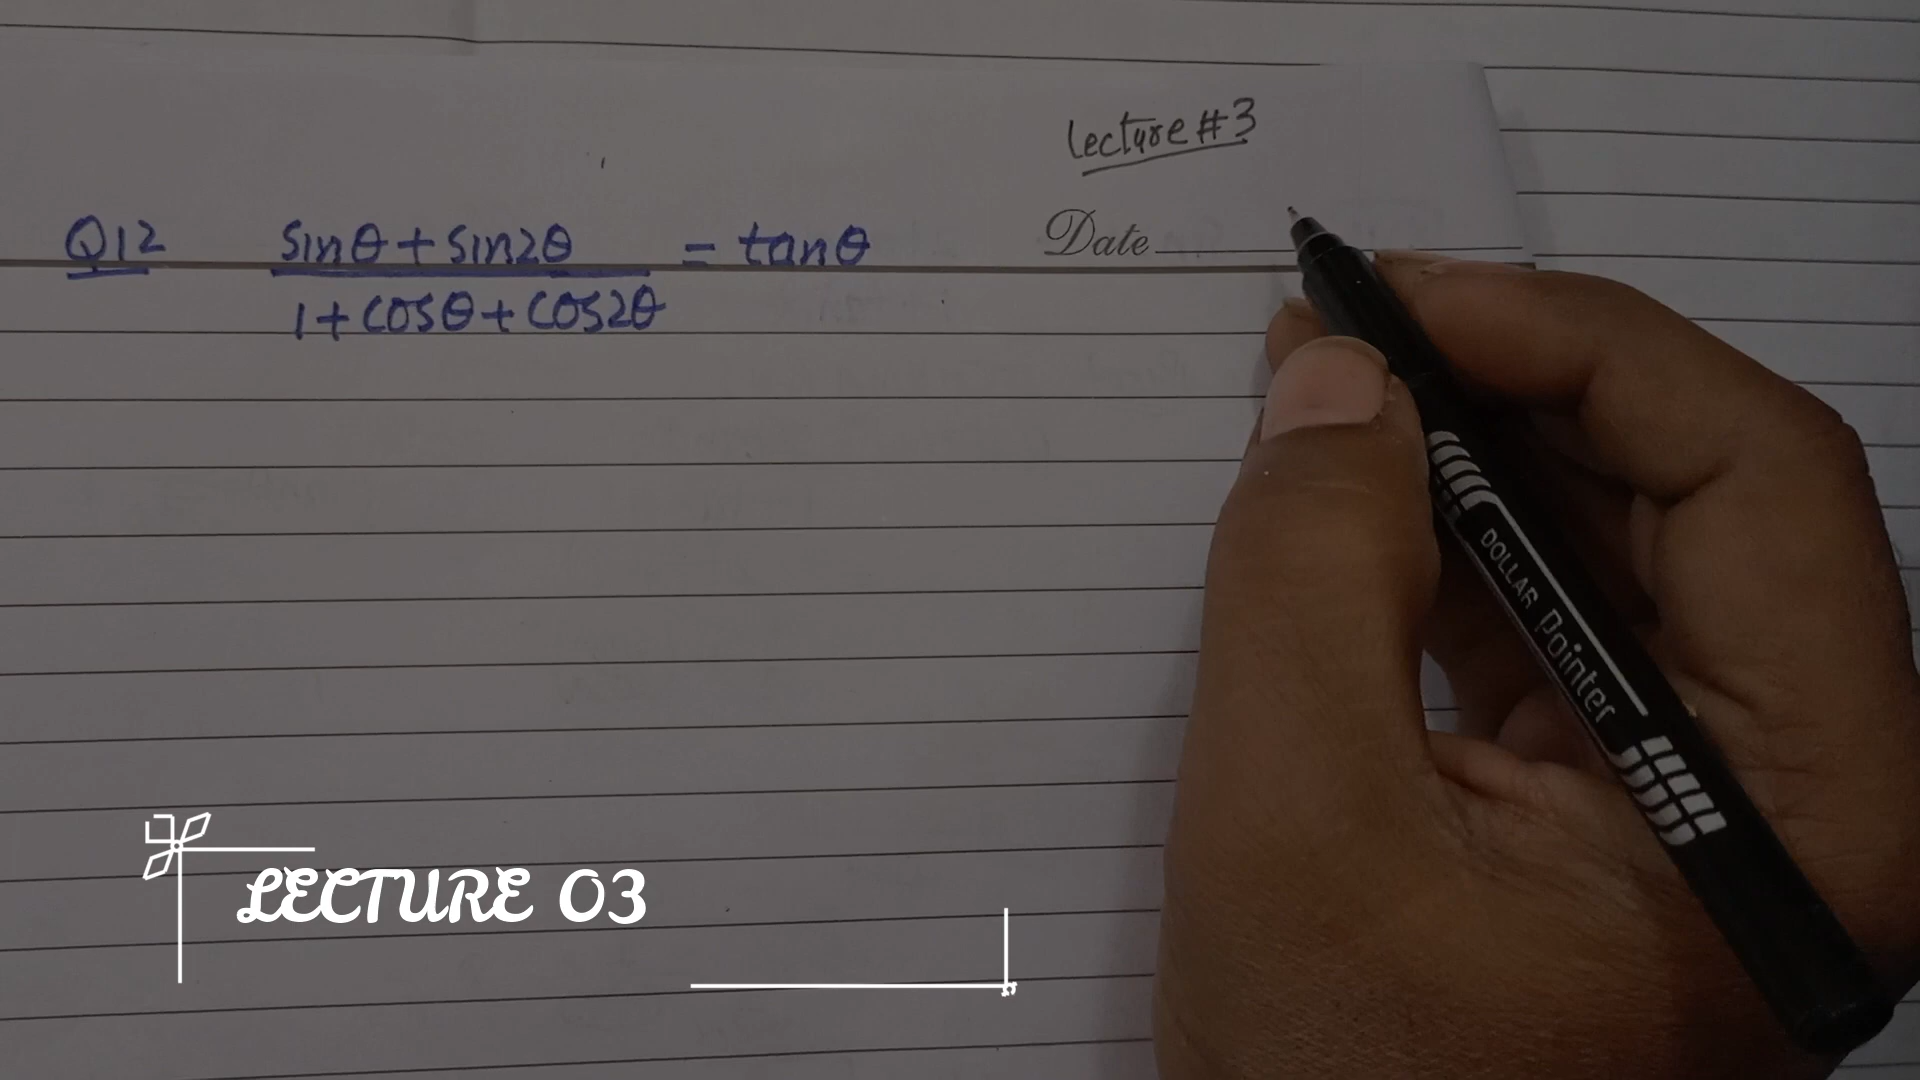 Lecture #3
Date
Q12 sinθ + sin2θ / 1 + cosθ + cos2θ = tanθ
DOLLAR Pointer
LECTURE 03